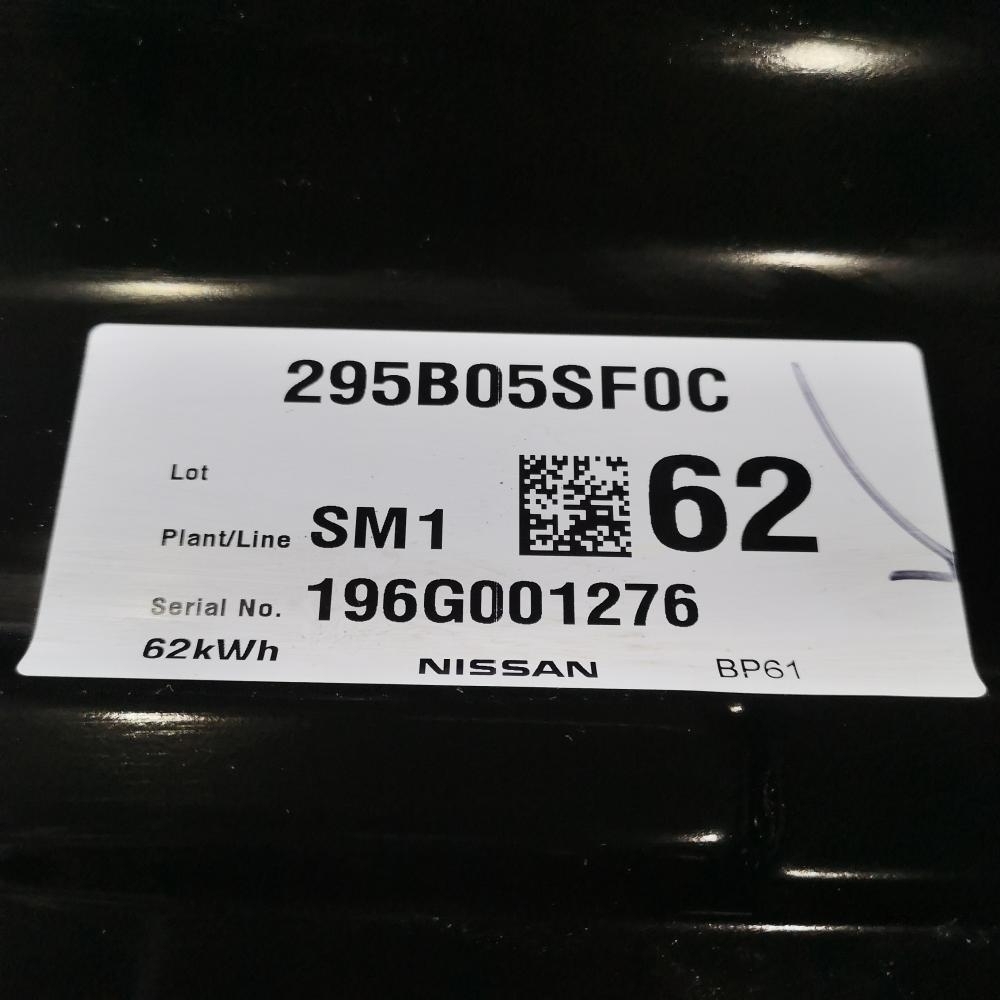 295B05SF0C
Lot
62
Plant/Line SM1
Serial No. 196G001276
62kWh NISSAN BP61